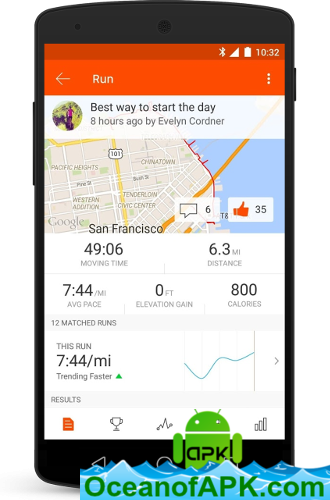 10:32
Run
Best way to start the day
8 hours ago by Evelyn Cordner
101
CHINATOWN
PACIFIC HEIGHTS
TENDERLOIN
WESTERN ADDITION
CIVIC CENTER
Google
6
35
San Francisco
49:06
6.3 MI
MOVING TIME
DISTANCE
7:44 /MI
0 FT
800
AVG PACE
ELEVATION GAIN
CALORIES
12 MATCHED RUNS
THIS RUN
7:44/mi
Trending Faster
RESULTS
apk!
OceanofAPK.com